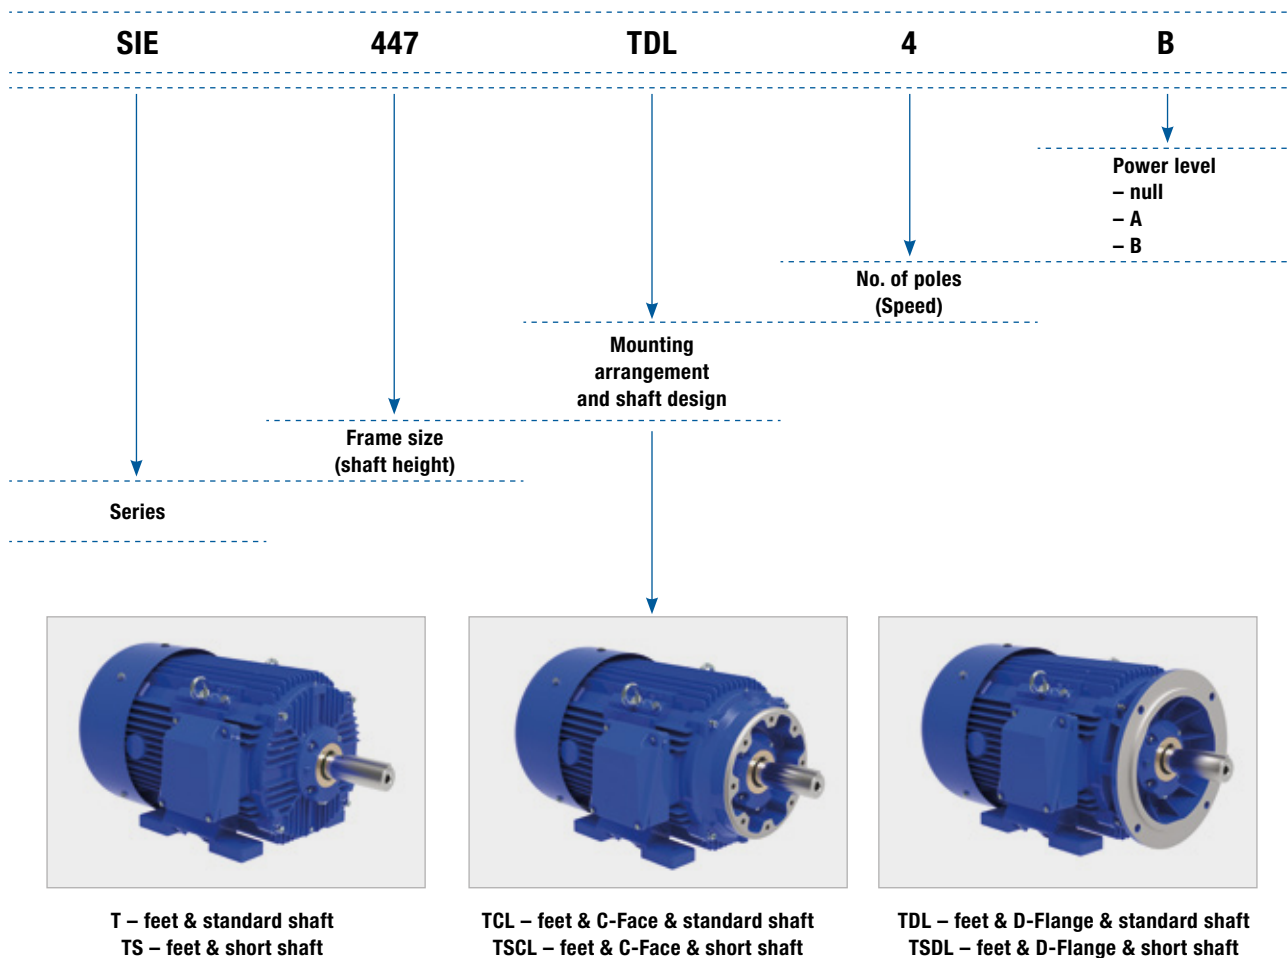 SIE 447 TDL 4 B
Power level
– null
– A
– B
No. of poles
(Speed)
Mounting
arrangement
and shaft design
Frame size
(shaft height)
Series
T – feet & standard shaft
TS – feet & short shaft
TCL – feet & C-Face & standard shaft
TSCL – feet & C-Face & short shaft
TDL – feet & D-Flange & standard shaft
TSDL – feet & D-Flange & short shaft